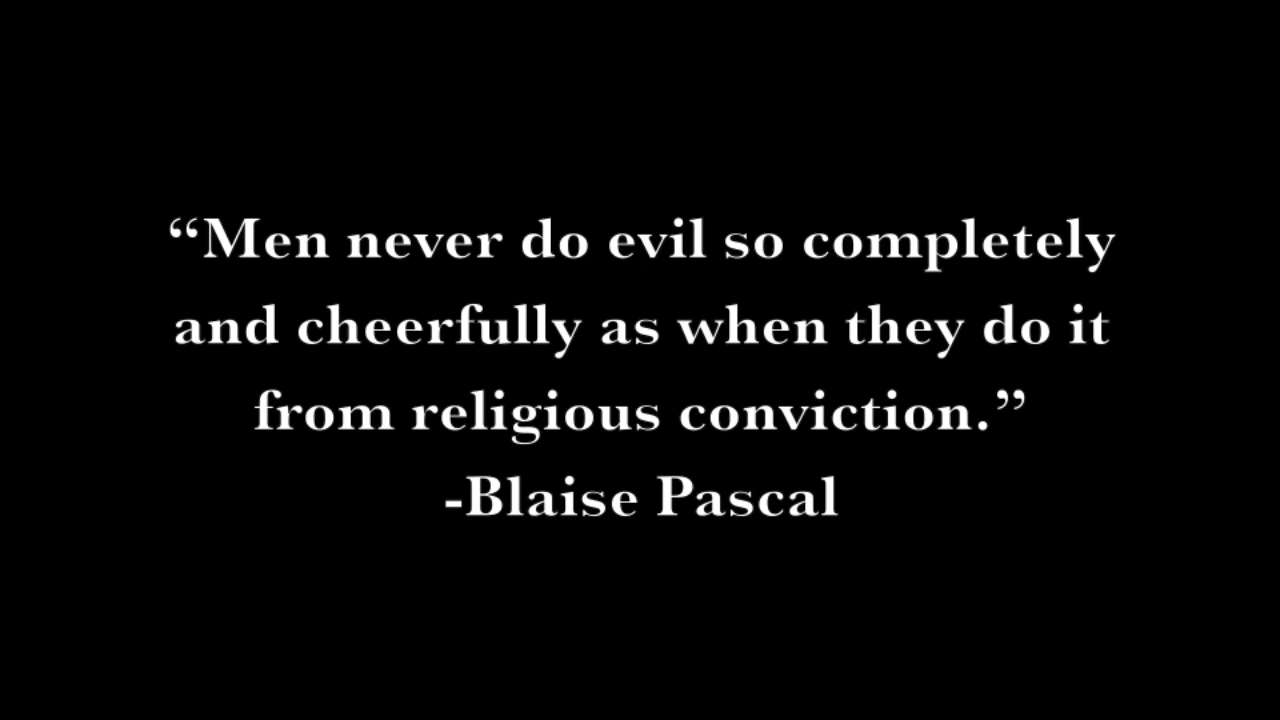 “Men never do evil so completely
and cheerfully as when they do it
from religious conviction.”
-Blaise Pascal